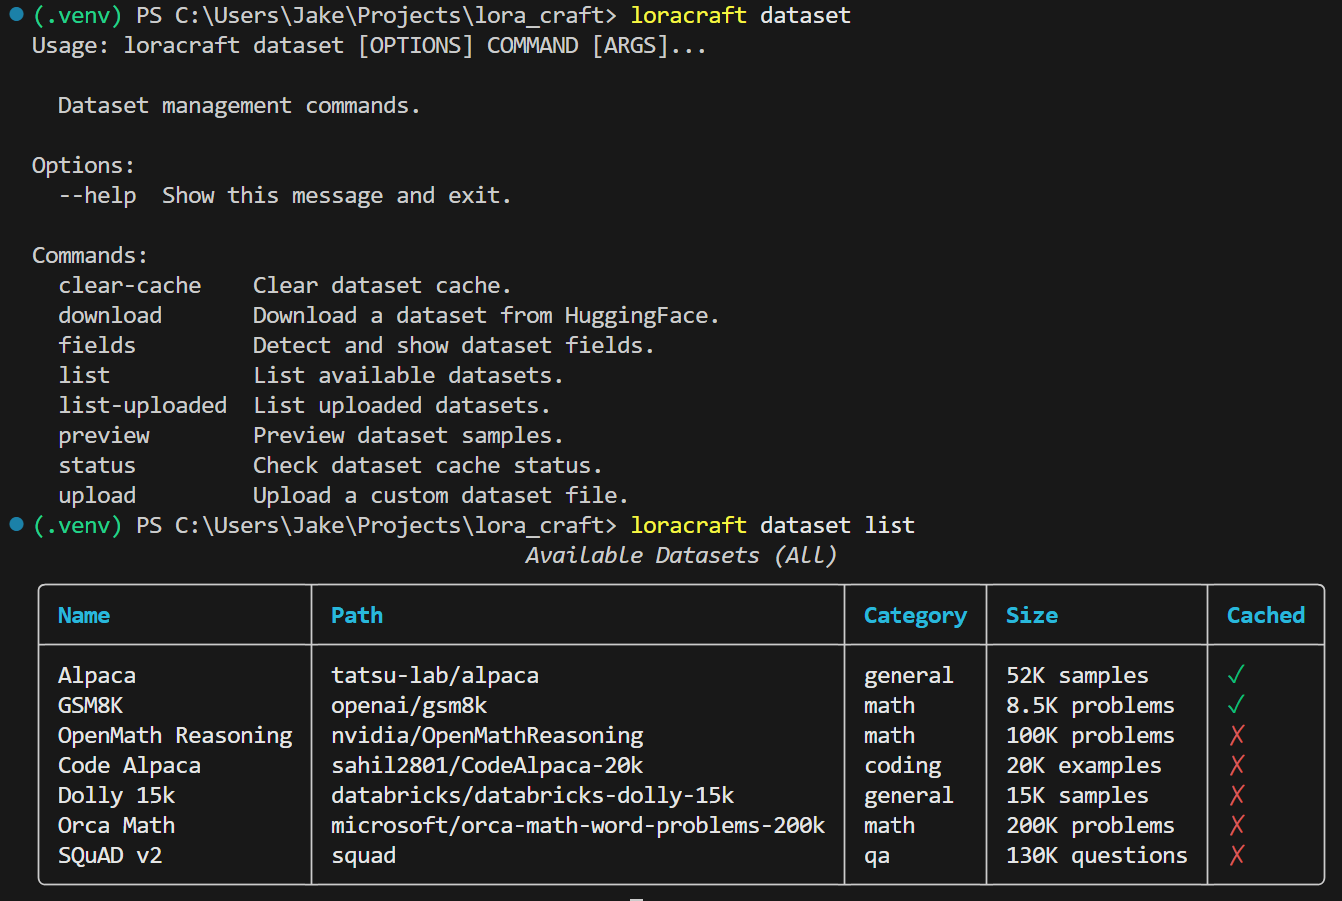 (.venv) PS C:\Users\Jake\Projects\lora_craft> loracraft dataset
Usage: loracraft dataset [OPTIONS] COMMAND [ARGS]...
Dataset management commands.
Options:
--help  Show this message and exit.
Commands:
clear-cache    Clear dataset cache.
download       Download a dataset from HuggingFace.
fields         Detect and show dataset fields.
list           List available datasets.
list-uploaded  List uploaded datasets.
preview        Preview dataset samples.
status         Check dataset cache status.
upload         Upload a custom dataset file.
(.venv) PS C:\Users\Jake\Projects\lora_craft> loracraft dataset list
Available Datasets (All)
Name Path Category Size Cached
Alpaca tatsu-lab/alpaca general 52K samples ✓
GSM8K openai/gsm8k math 8.5K problems ✓
OpenMath Reasoning nvidia/OpenMathReasoning math 100K problems ✗
Code Alpaca sahil2801/CodeAlpaca-20k coding 20K examples ✗
Dolly 15k databricks/databricks-dolly-15k general 15K samples ✗
Orca Math microsoft/orca-math-word-problems-200k math 200K problems ✗
SQuAD v2 squad qa 130K questions ✗